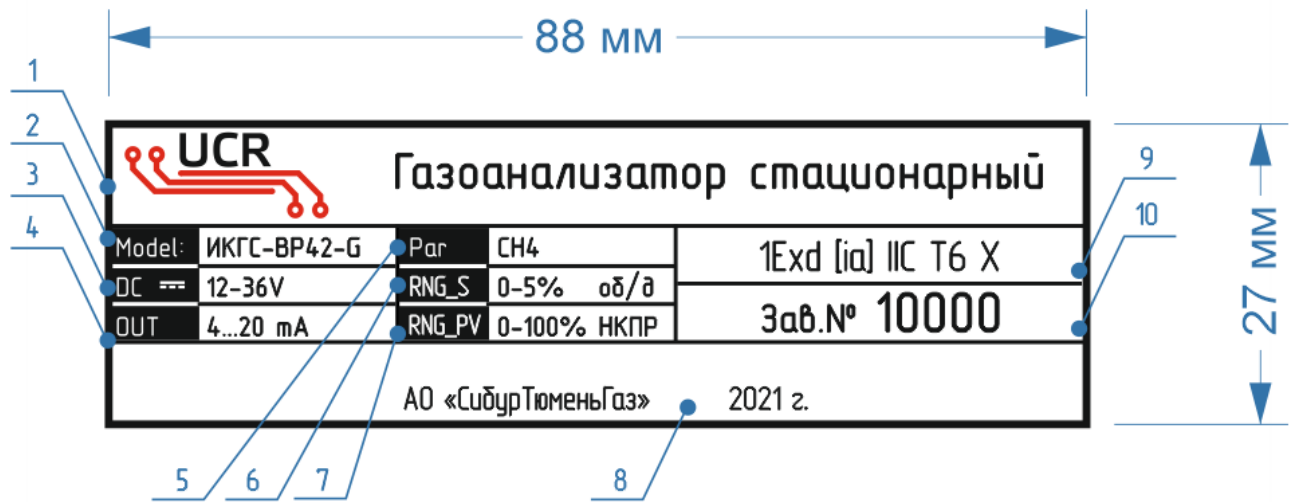 88 мм
1
2
3
4
UCR
Газоанализатор стационарный
9
10
Model: ИКГС-ВР42-G Par CH4 1Exd [ia] IIC T6 X
DC 12-36V RNG_S 0-5% об/д
OUT 4...20 mA RNG_PV 0-100% НКПР Зав.№ 10000
27 мм
АО «СибурТюменьГаз» 2021 г.
5 6 7 8